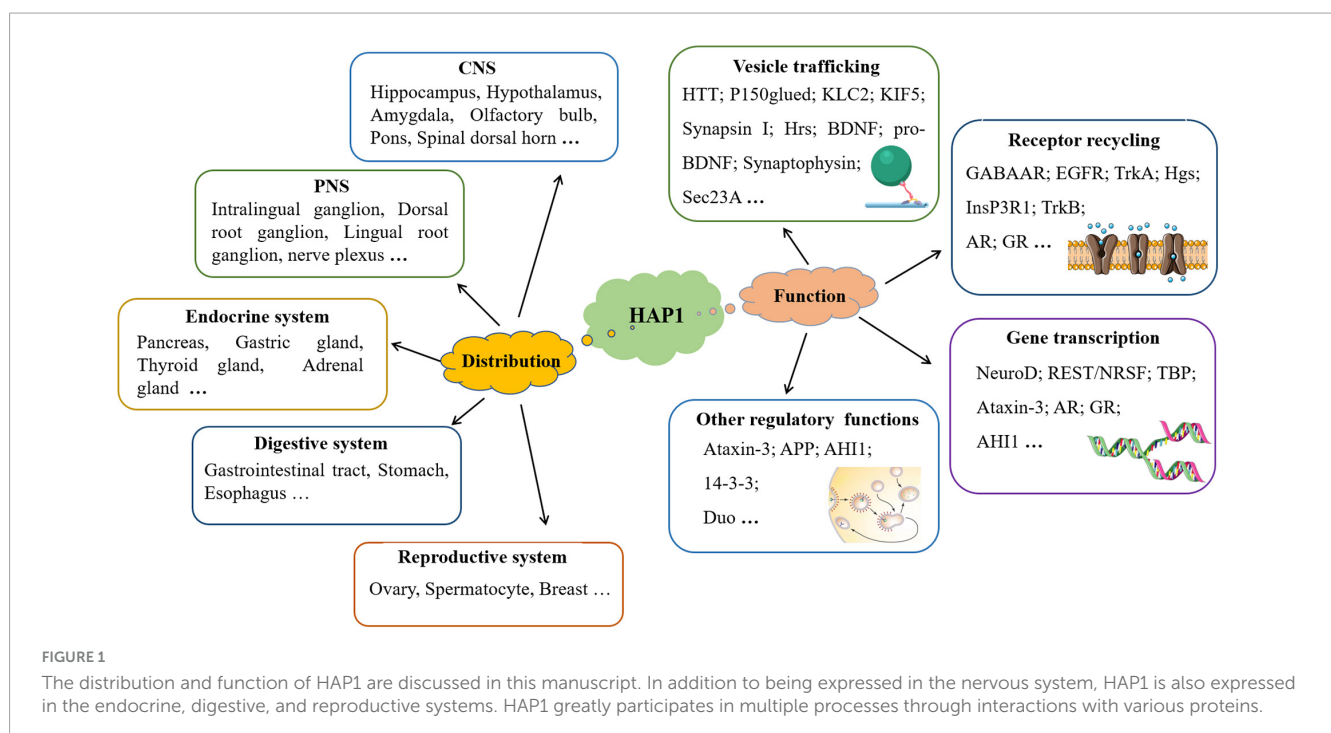 CNS
Hippocampus, Hypothalamus,
Amygdala, Olfactory bulb,
Pons, Spinal dorsal horn ...
PNS
Intralingual ganglion, Dorsal
root ganglion, Lingual root
ganglion, nerve plexus ...
Endocrine system
Pancreas, Gastric gland,
Thyroid gland, Adrenal
gland ...
Digestive system
Gastrointestinal tract, Stomach,
Esophagus ...
Reproductive system
Ovary, Spermatocyte, Breast ...
Distribution
HAP1
Function
Vesicle trafficking
HTT; P150glued; KLC2; KIF5;
Synapsin I; Hrs; BDNF; pro-
BDNF; Synaptophysin;
Sec23A ...
Receptor recycling
GABAAR; EGFR; TrkA; Hgs;
InsP3R1; TrkB;
AR; GR ...
Gene transcription
NeuroD; REST/NRSF; TBP;
Ataxin-3; AR; GR;
AHI1 ...
Other regulatory functions
Ataxin-3; APP; AHI1;
14-3-3;
Duo ...
FIGURE 1
The distribution and function of HAP1 are discussed in this manuscript. In addition to being expressed in the nervous system, HAP1 is also expressed
in the endocrine, digestive, and reproductive systems. HAP1 greatly participates in multiple processes through interactions with various proteins.